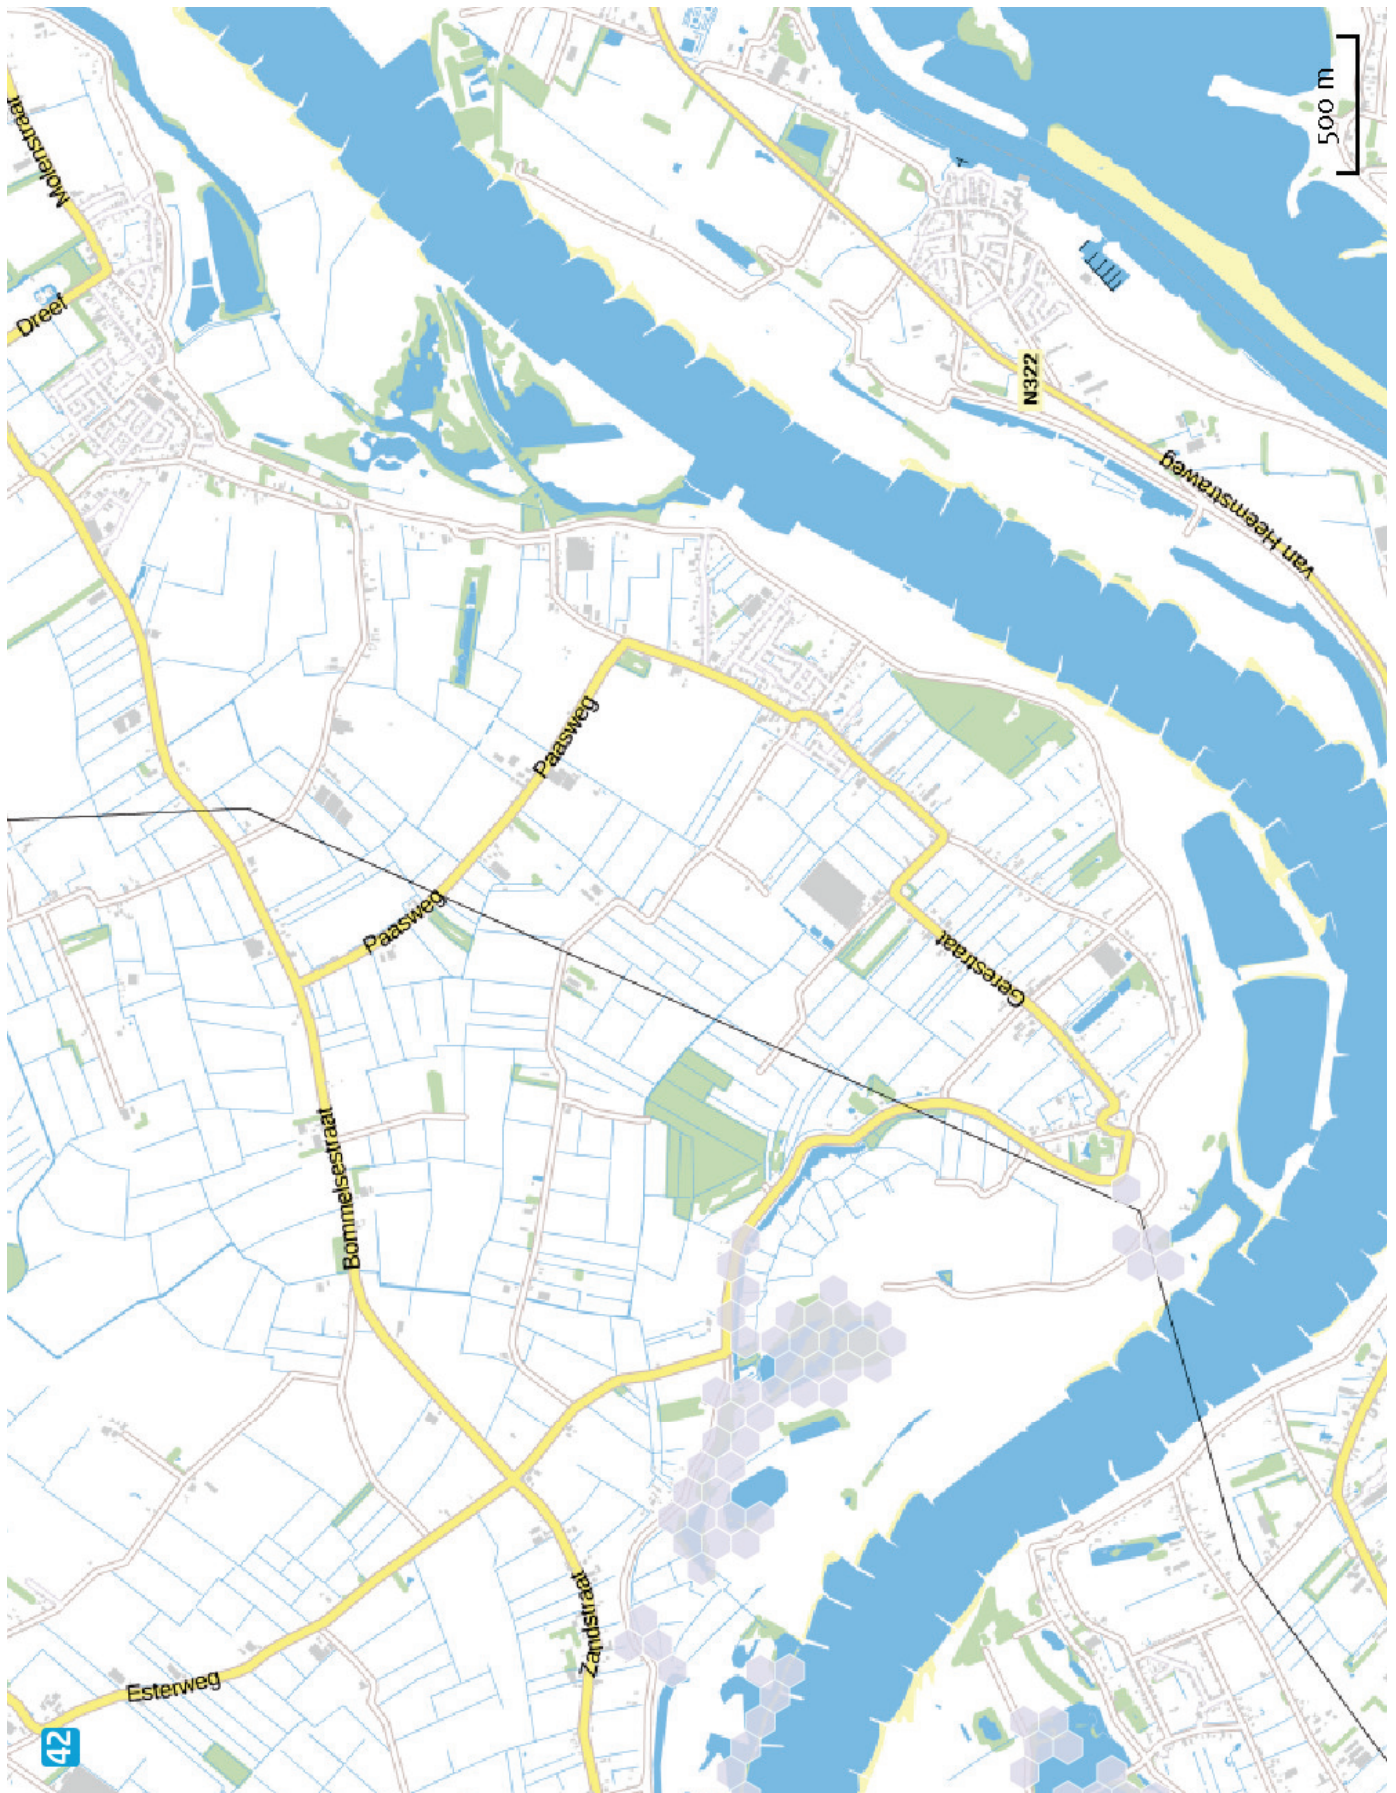 Molenstraat
Dreef
500 m
N322
van Heemstraweg
Paasweg
Paasweg
Gerestraat
Bommelsestraat
Zandstraat
Esterweg
42